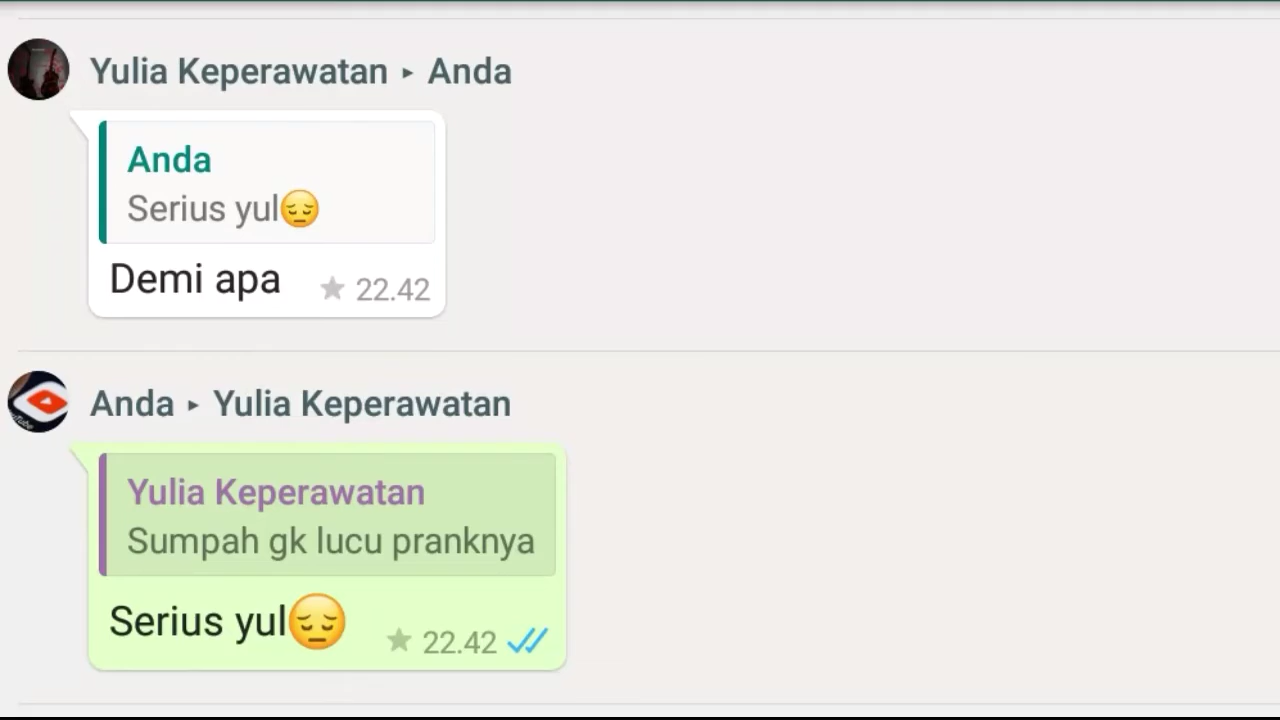 Yulia Keperawatan ▸ Anda
Anda
Serius yul😔
Demi apa ★ 22.42
Anda ▸ Yulia Keperawatan
Yulia Keperawatan
Sumpah gk lucu pranknya
Serius yul😔 ★ 22.42